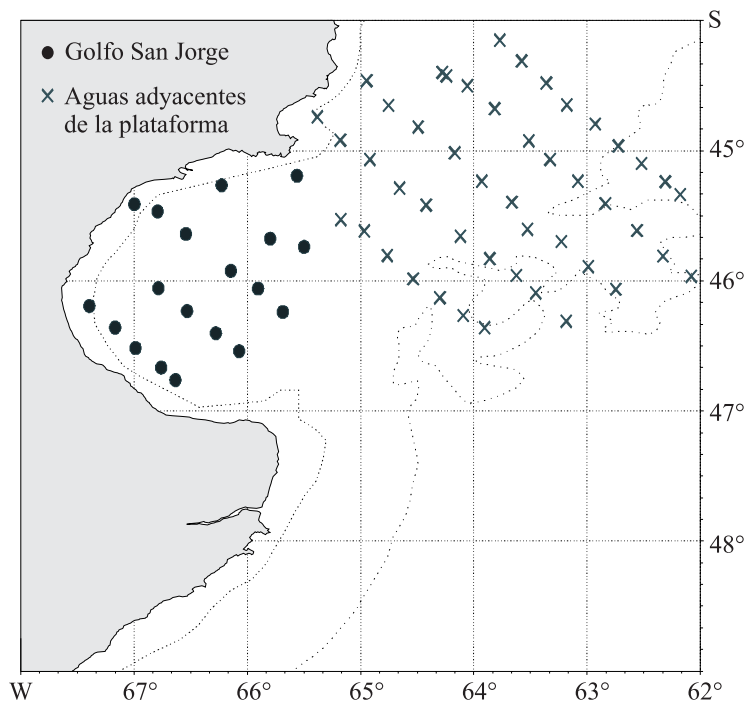 Golfo San Jorge
Aguas adyacentes
de la plataforma
S
45°
46°
47°
48°
W
67°
66°
65°
64°
63°
62°